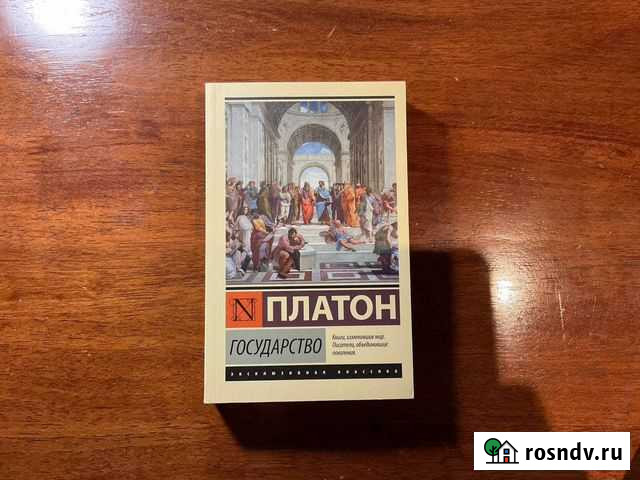 N ПЛАТОН
ГОСУДАРСТВО
Книги, изменившие мир.
Писатели, объединившие
поколения.
ЭКСКЛЮЗИВНАЯ КЛАССИКА
rosndv.ru